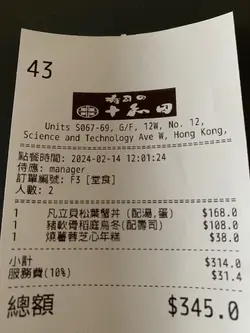 43
壽司の
十和田
Units S067-69, G/F, 12W, No. 12,
Science and Technology Ave W, Hong Kong,
點餐時間: 2024-02-14 12:01:24
侍應: manager
訂單編號: F3 [堂食]
人數: 2
1 凡立貝松葉蟹丼 (配湯,蛋) $168.0
1 豬軟骨稻庭烏冬(配壽司) $108.0
1 燒蕃薯芝心年糕 $38.0
小計 $314.0
服務費(10%) $31.4
總額 $345.0